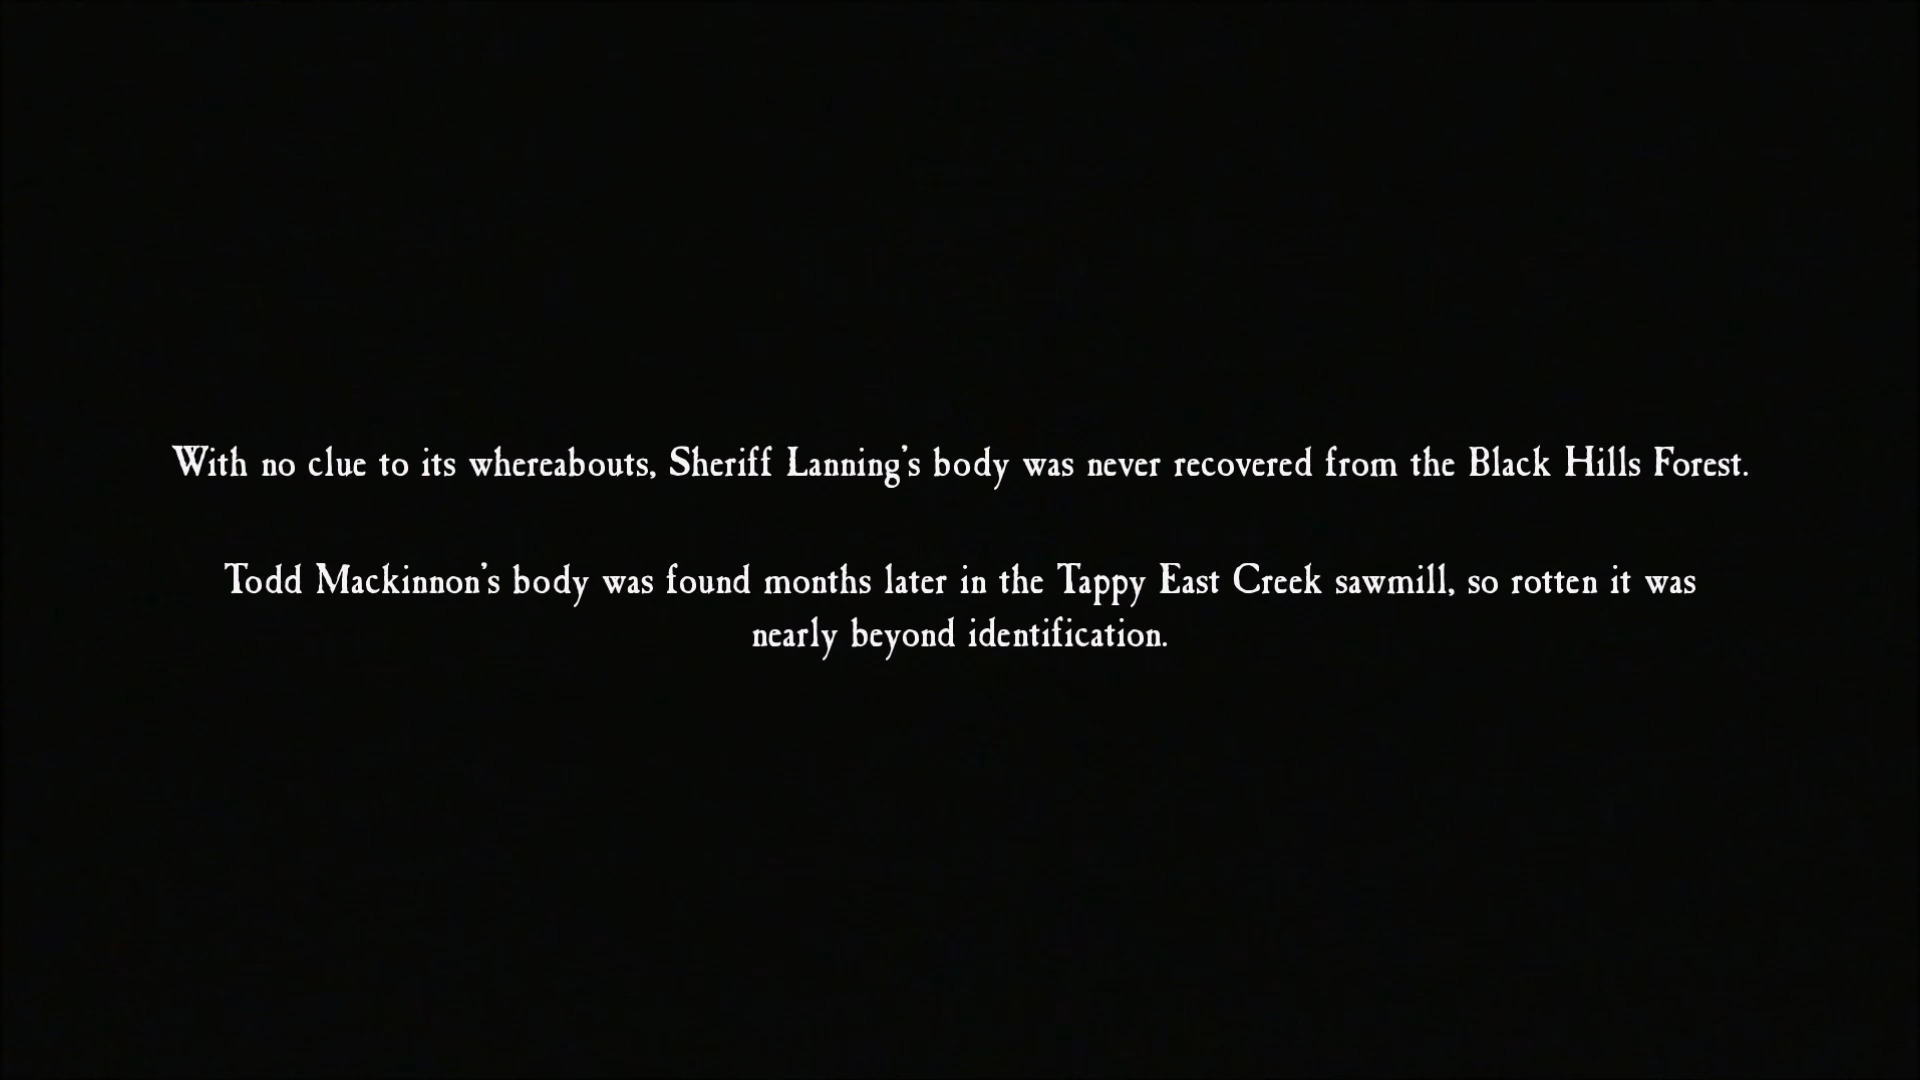 With no clue to its whereabouts, Sheriff Lanning's body was never recovered from the Black Hills Forest.
Todd Mackinnon's body was found months later in the Tappy East Creek sawmill, so rotten it was
nearly beyond identification.